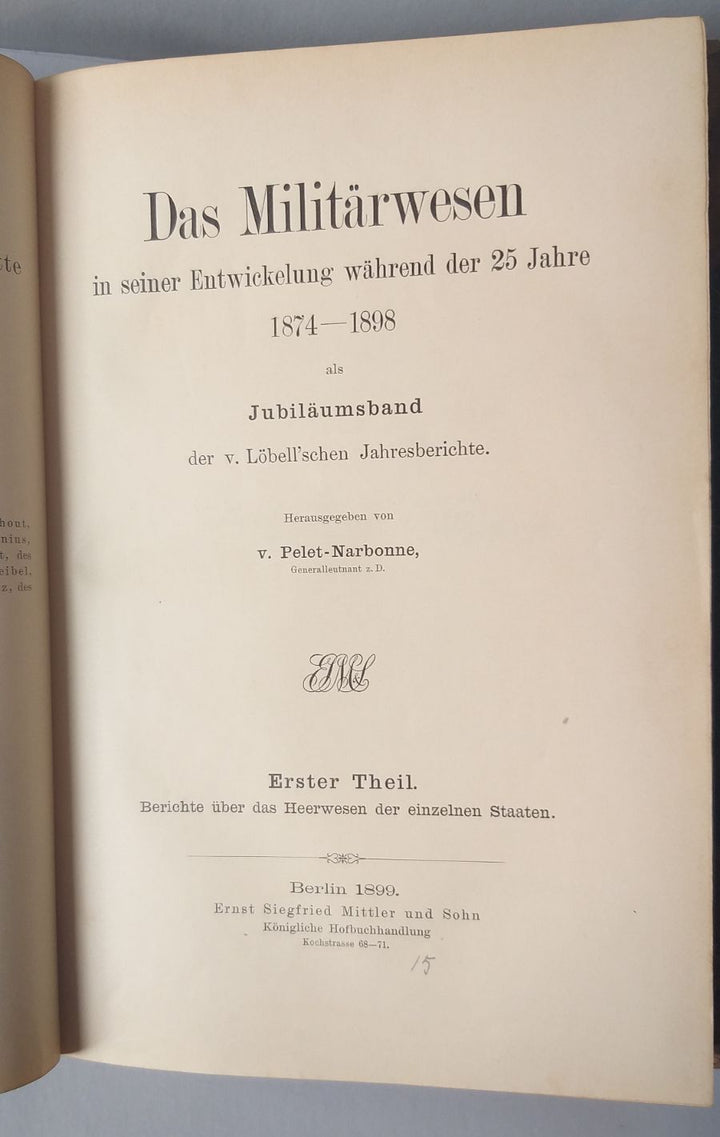 Das Militärwesen
in seiner Entwickelung während der 25 Jahre
1874—1898
als
Jubiläumsband
der v. Löbell'schen Jahresberichte.
Herausgegeben von
v. Pelet-Narbonne,
Generalleutnant z. D.
Erster Theil.
Berichte über das Heerwesen der einzelnen Staaten.
Berlin 1899.
Ernst Siegfried Mittler und Sohn
Königliche Hofbuchhandlung
Kochstrasse 68—71.
15